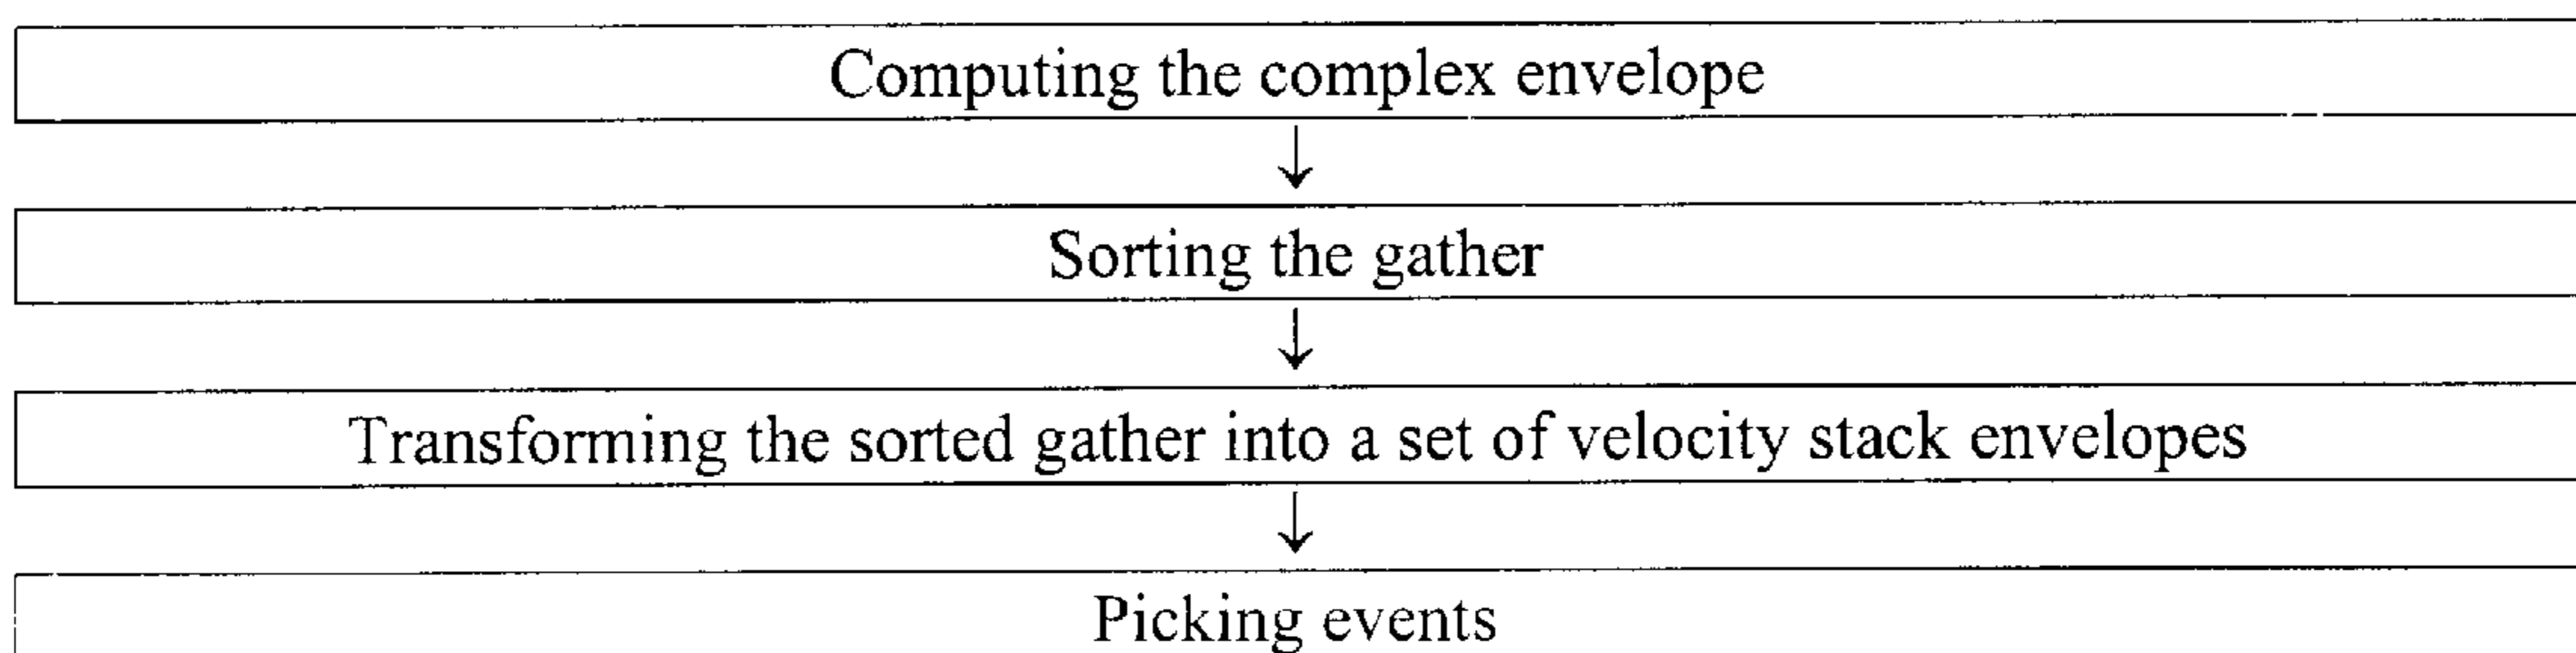 Computing the complex envelope
Sorting the gather
Transforming the sorted gather into a set of velocity stack envelopes
Picking events